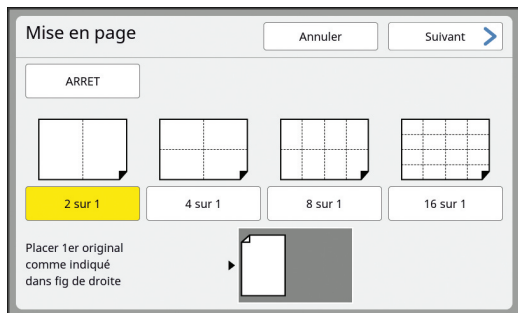 Mise en page
Annuler
Suivant
ARRET
2 sur 1
4 sur 1
8 sur 1
16 sur 1
Placer 1er original
comme indiqué
dans fig de droite